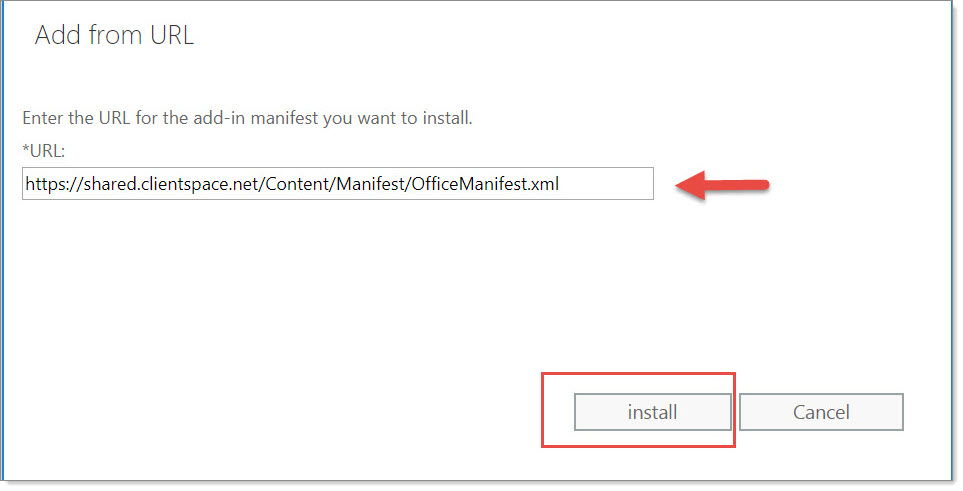 Add from URL
Enter the URL for the add-in manifest you want to install.
*URL:
https://shared.clientspace.net/Content/Manifest/OfficeManifest.xml
install
Cancel